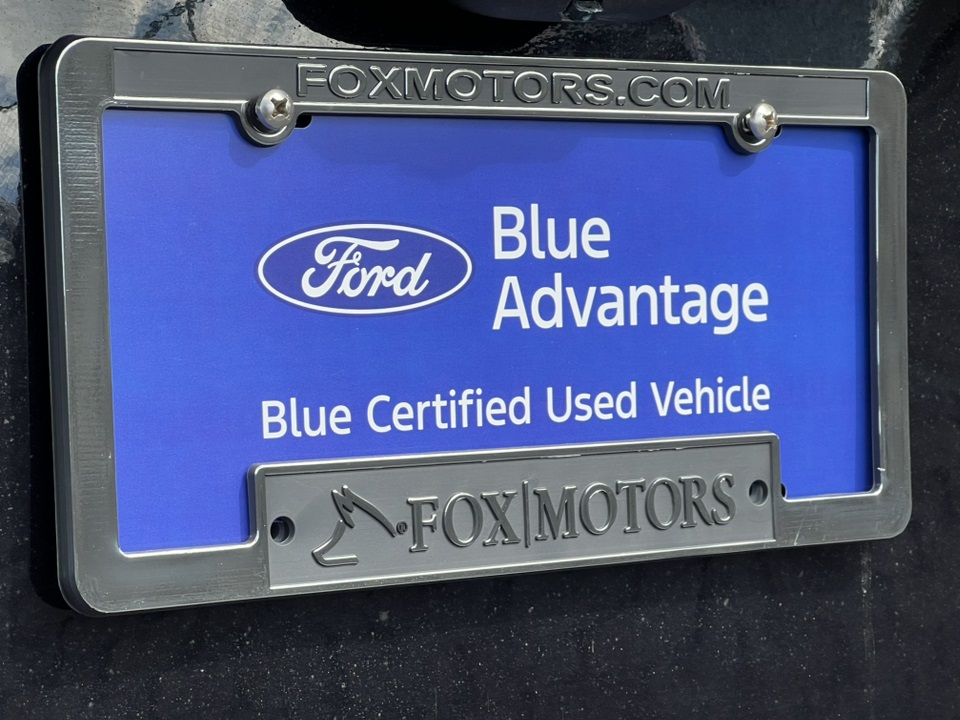 FOXMOTORS.COM
Ford
Blue
Advantage
Blue Certified Used Vehicle
FOX|MOTORS